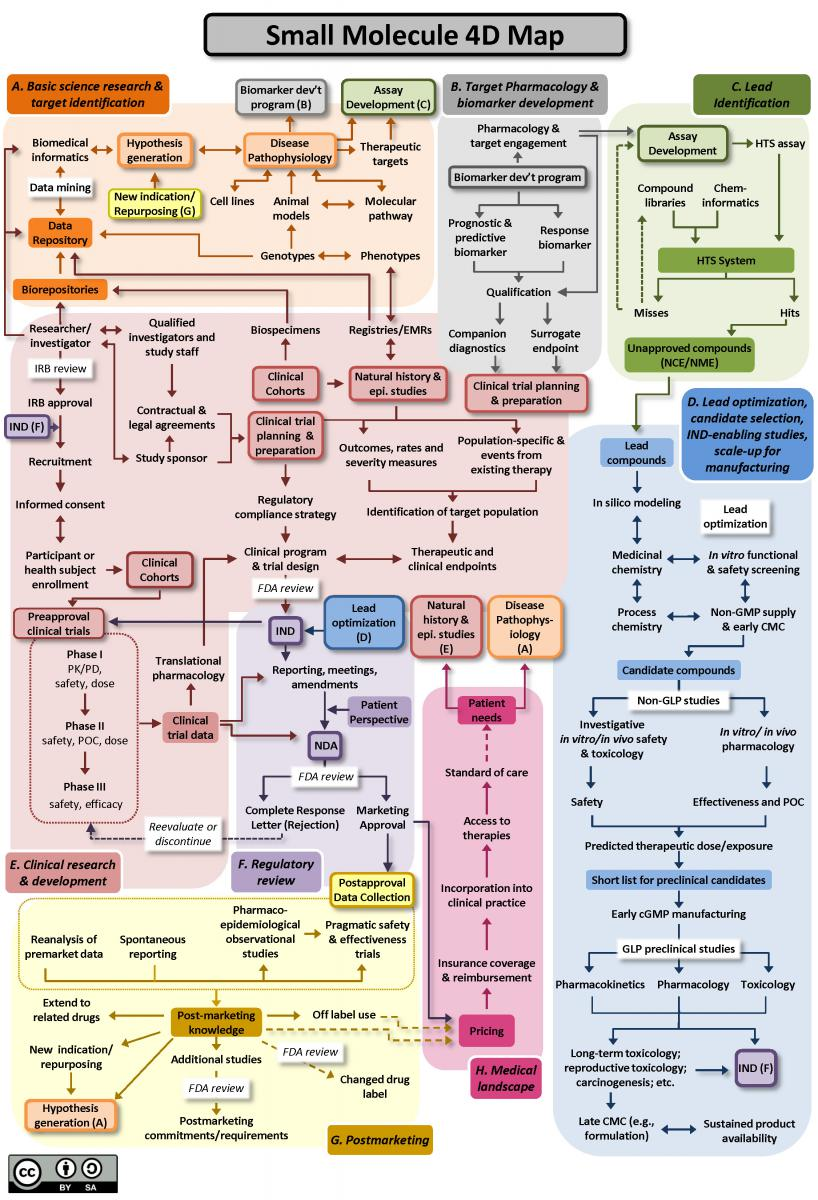 Small Molecule 4D Map
A. Basic science research &
target identification
Biomarker dev't
program (B)
Assay
Development (C)
Biomedical
informatics
Hypothesis
generation
Disease
Pathophysiology
Therapeutic
targets
Data mining
New indication/
Repurposing (G)
Cell lines
Animal
models
Molecular
pathway
Data
Repository
Genotypes
Phenotypes
Biorepositories
B. Target Pharmacology &
biomarker development
Pharmacology &
target engagement
Biomarker dev't program
Prognostic &
predictive
biomarker
Response
biomarker
Qualification
Companion
diagnostics
Surrogate
endpoint
Clinical trial planning
& preparation
C. Lead
Identification
Assay
Development
HTS assay
Compound
libraries
Chem-
informatics
HTS System
Misses
Hits
Unapproved compounds
(NCE/NME)
D. Lead optimization,
candidate selection,
IND-enabling studies,
scale-up for
manufacturing
Lead
compounds
In silico modeling
Lead
optimization
Medicinal
chemistry
In vitro functional
& safety screening
Process
chemistry
Non-GMP supply
& early CMC
Candidate compounds
Non-GLP studies
Investigative
in vitro/in vivo safety
& toxicology
In vitro/ in vivo
pharmacology
Safety
Effectiveness and POC
Predicted therapeutic dose/exposure
Short list for preclinical candidates
Early cGMP manufacturing
GLP preclinical studies
Pharmacokinetics
Pharmacology
Toxicology
Long-term toxicology;
reproductive toxicology;
carcinogenesis; etc.
IND (F)
Late CMC (e.g.,
formulation)
Sustained product
availability
Researcher/
investigator
Qualified
investigators and
study staff
Biospecimens
Registries/EMRs
IRB review
Clinical
Cohorts
Natural history &
epi. studies
IRB approval
IND (F)
Contractual &
legal agreements
Clinical trial
planning &
preparation
Study sponsor
Outcomes, rates and
severity measures
Population-specific &
events from
existing therapy
Recruitment
Informed consent
Regulatory
compliance strategy
Identification of target population
Participant or
health subject
enrollment
Clinical
Cohorts
Clinical program
& trial design
Therapeutic and
clinical endpoints
FDA review
Preapproval
clinical trials
Phase I
PK/PD,
safety, dose
Phase II
safety, POC, dose
Phase III
safety, efficacy
Translational
pharmacology
Clinical
trial data
E. Clinical research
& development
IND
Lead
optimization
(D)
Reporting, meetings,
amendments
Patient
Perspective
NDA
FDA review
Complete Response
Letter (Rejection)
Marketing
Approval
Reevaluate or
discontinue
F. Regulatory
review
Natural
history &
epi. studies
(E)
Disease
Pathophys-
iology
(A)
Patient
needs
Standard of care
Access to
therapies
Incorporation into
clinical practice
Insurance coverage
& reimbursement
Pricing
H. Medical
landscape
Postapproval
Data Collection
Reanalysis of
premarket data
Spontaneous
reporting
Pharmaco-
epidemiological
observational
studies
Pragmatic safety
& effectiveness
trials
Extend to
related drugs
Post-marketing
knowledge
Off label use
New indication/
repurposing
Additional studies
FDA review
FDA review
Changed drug
label
Hypothesis
generation (A)
Postmarketing
commitments/requirements
G. Postmarketing
cc
BY SA